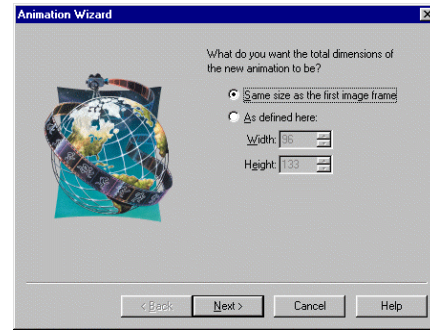 Animation Wizard
What do you want the total dimensions of
the new animation to be?
Same size as the first image frame
As defined here:
Width: 96
Height: 133
< Back
Next >
Cancel
Help